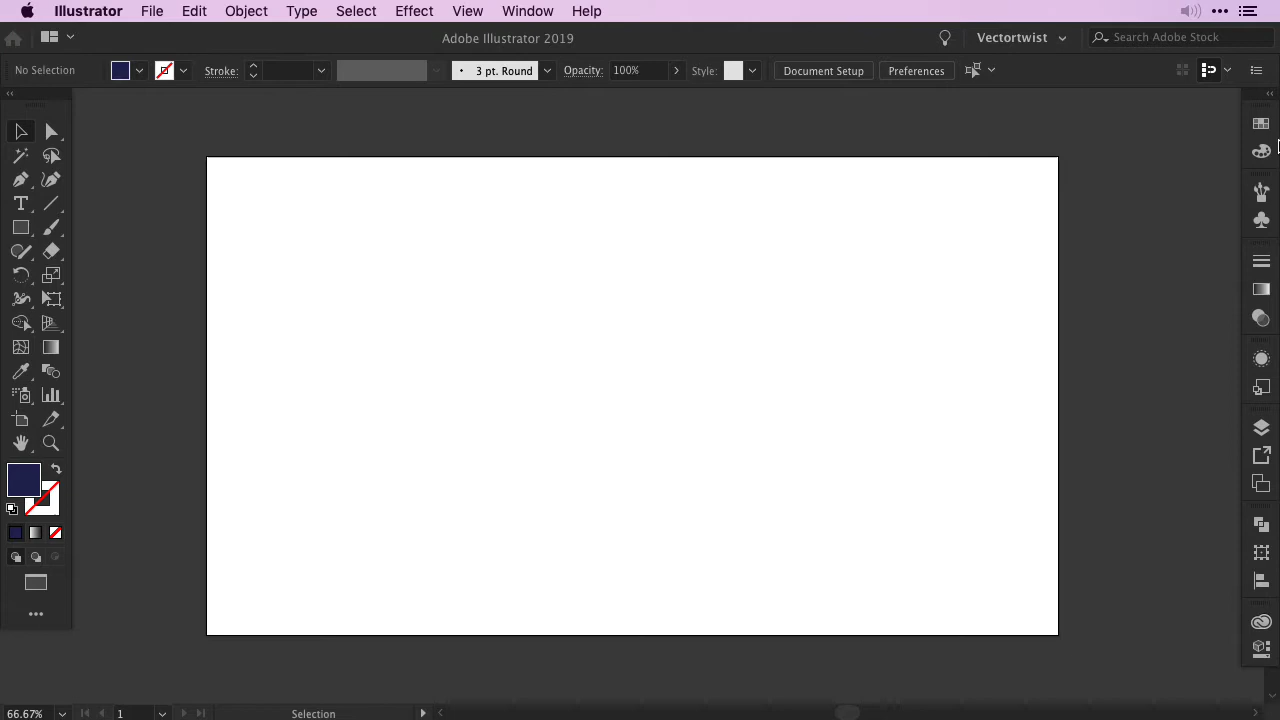 Illustrator File Edit Object Type Select Effect View Window Help
Adobe Illustrator 2019 Vectortwist Search Adobe Stock
No Selection Stroke: 3 pt. Round Opacity: 100% Style: Document Setup Preferences
66.67% 1 Selection